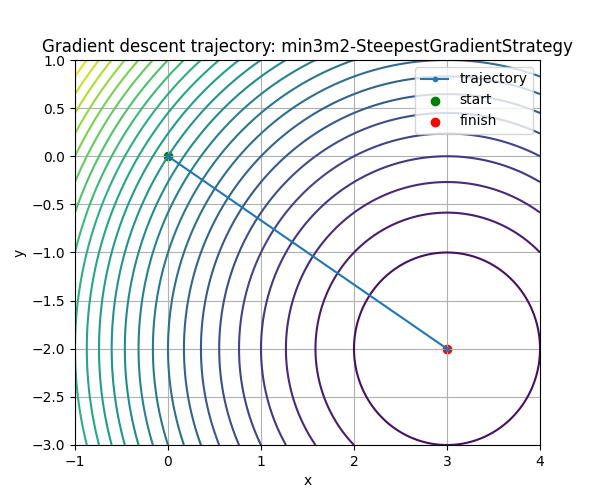 Gradient descent trajectory: min3m2-SteepestGradientStrategy
trajectory
start
finish
1.0
0.5
0.0
−0.5
−1.0
−1.5
−2.0
−2.5
−3.0
y
−1 0 1 2 3 4
x